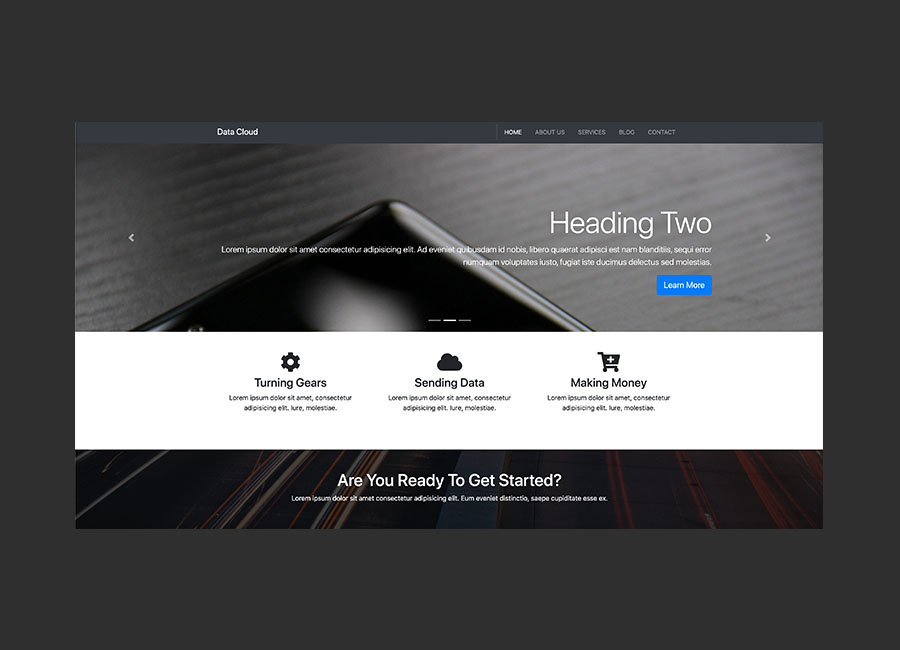 Data Cloud
HOME ABOUT US SERVICES BLOG CONTACT
Heading Two
Lorem ipsum dolor sit amet consectetur adipisicing elit. Ad eveniet quibusdam id nobis, libero quaerat adipisci est nam blanditiis, sequi error
numquam voluptates iusto, fugiat iste ducimus delectus sed molestias.
Learn More
Turning Gears
Lorem ipsum dolor sit amet, consectetur
adipisicing elit. Iure, molestiae.
Sending Data
Lorem ipsum dolor sit amet, consectetur
adipisicing elit. Iure, molestiae.
Making Money
Lorem ipsum dolor sit amet, consectetur
adipisicing elit. Iure, molestiae.
Are You Ready To Get Started?
Lorem ipsum dolor sit amet consectetur adipisicing elit. Eum eveniet distinctio, saepe cupiditate esse ex.